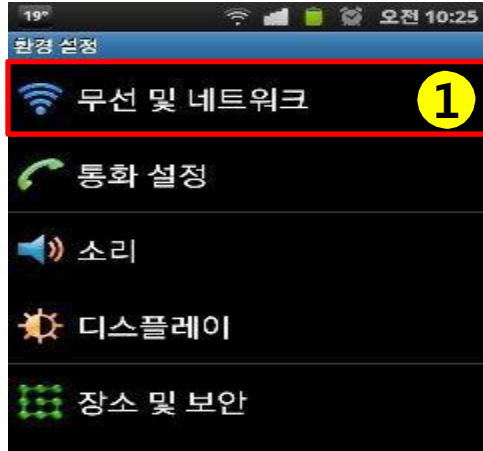 19° 오전 10:25
환경 설정
무선 및 네트워크 1
통화 설정
소리
디스플레이
장소 및 보안